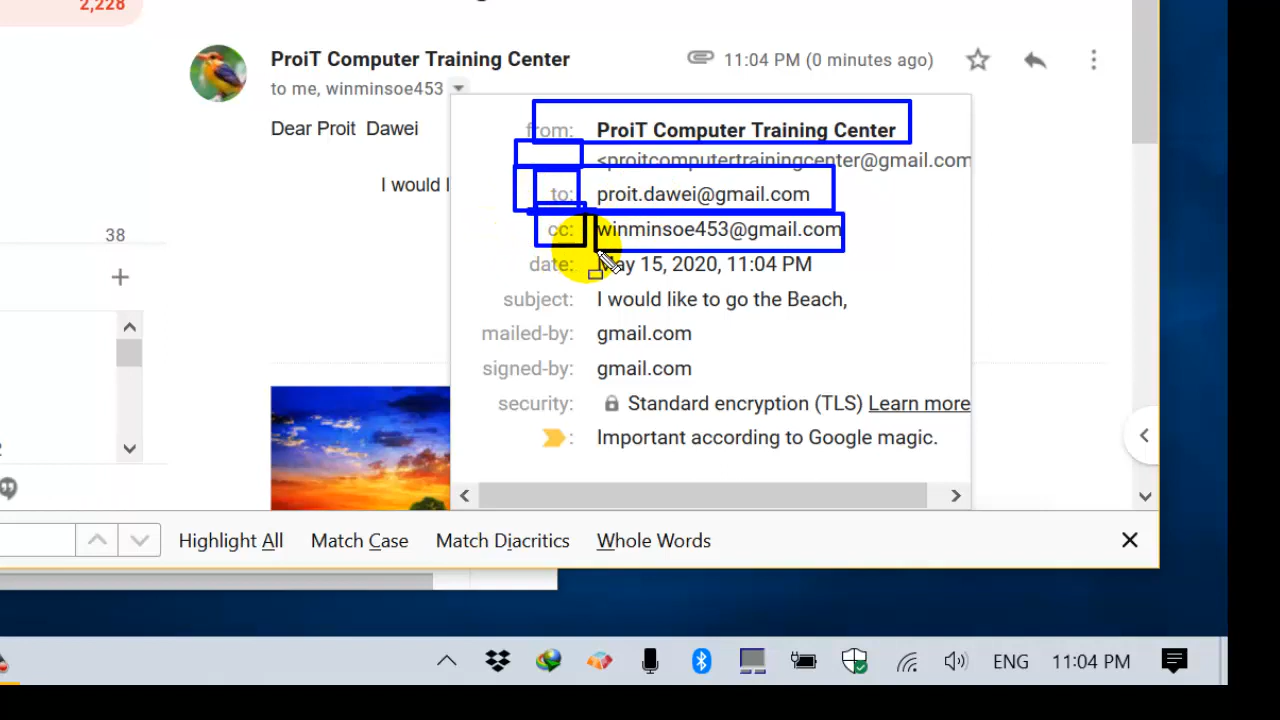 2,228
ProiT Computer Training Center
11:04 PM (0 minutes ago)
to me, winminsoe453
Dear Proit Dawei
I would l
38
from: ProiT Computer Training Center
<proitcomputertrainingcenter@gmail.com
to: proit.dawei@gmail.com
cc: winminsoe453@gmail.com
date: May 15, 2020, 11:04 PM
subject: I would like to go the Beach,
mailed-by: gmail.com
signed-by: gmail.com
security: Standard encryption (TLS) Learn more
: Important according to Google magic.
Highlight All Match Case Match Diacritics Whole Words
ENG 11:04 PM